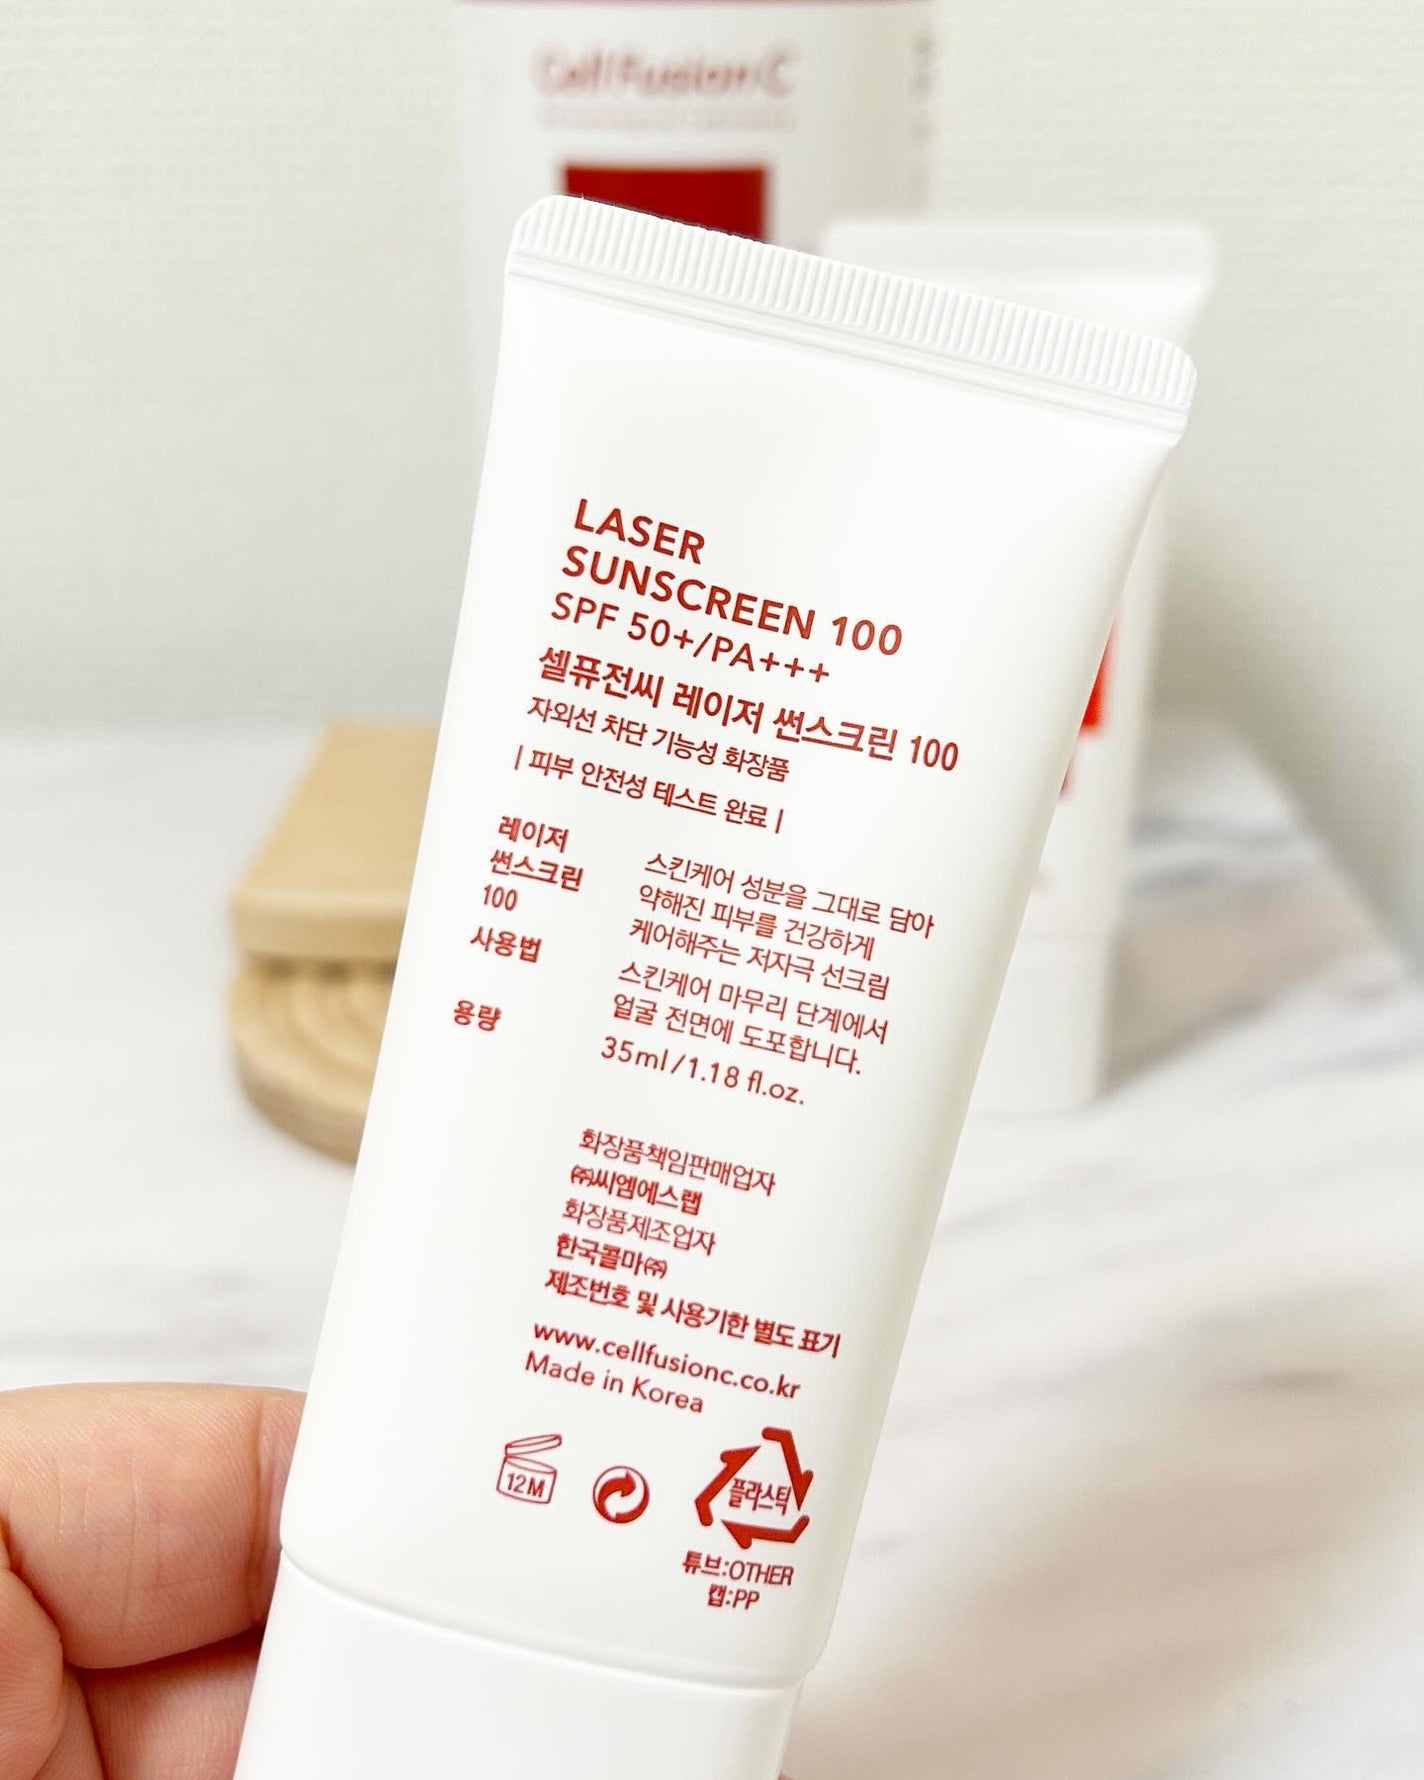 Cell Fusion C
LASER
SUNSCREEN 100
SPF 50+/PA+++
셀퓨전씨 레이저 썬스크린 100
자외선 차단 기능성 화장품
| 피부 안전성 테스트 완료 |
레이저
썬스크린
100
스킨케어 성분을 그대로 담아
약해진 피부를 건강하게
케어해주는 저자극 선크림
사용법
스킨케어 마무리 단계에서
얼굴 전면에 도포합니다.
용량
35ml/1.18 fl.oz.
화장품책임판매업자
㈜씨엠에스랩
화장품제조업자
한국콜마㈜
제조번호 및 사용기한 별도 표기
www.cellfusionc.co.kr
Made in Korea
12M
플라스틱
튜브:OTHER
캡:PP